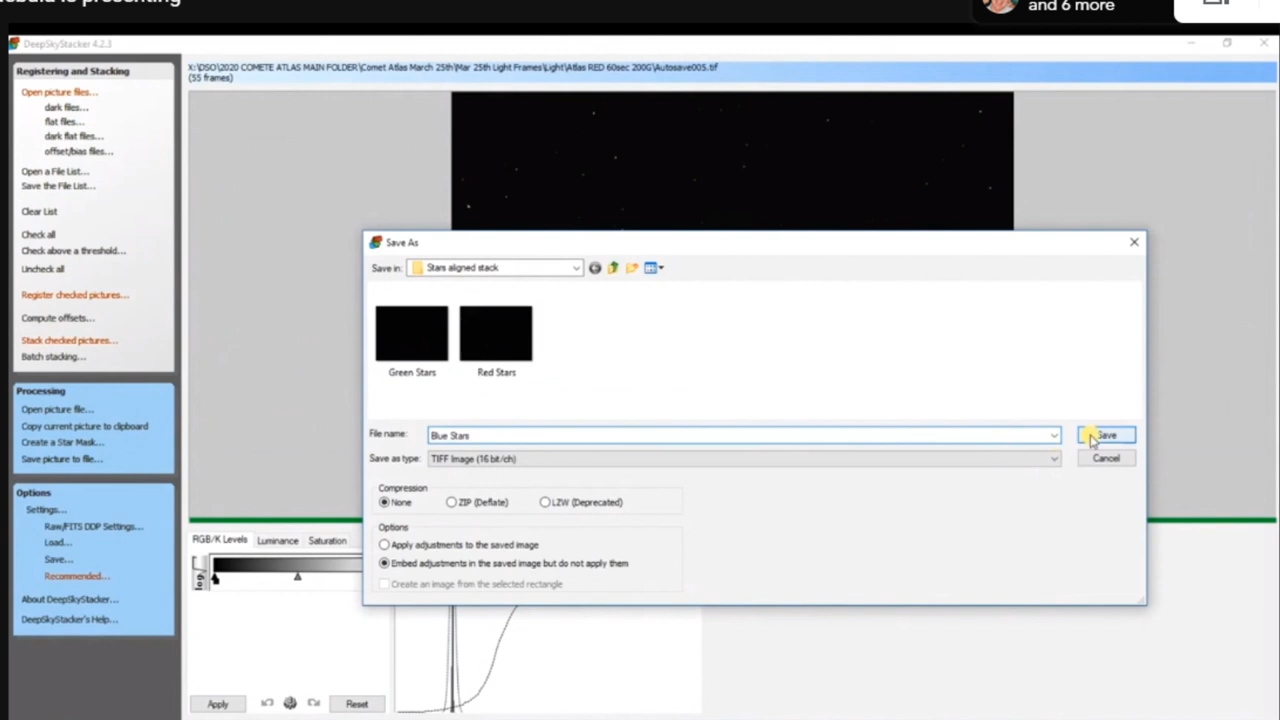 is presenting
and 6 more
DeepSkyStacker 4.2.3
Registering and Stacking
Open picture files...
dark files...
flat files...
dark flat files...
offset/bias files...
Open a File List...
Save the File List...
Clear List
Check all
Check above a threshold...
Uncheck all
Register checked pictures...
Compute offsets...
Stack checked pictures...
Batch stacking...
Processing
Open picture file...
Copy current picture to clipboard
Create a Star Mask...
Save picture to file...
Options
Settings...
Raw/FITS DDP Settings...
Load...
Save...
Recommended...
About DeepSkyStacker...
DeepSkyStacker's Help...
X:\DSO\2020 COMETE ATLAS MAIN FOLDER\Comet Atlas March 25th\Mar 25th Light Frames\Light\Atlas RED 60sec 200G\Autosave005.tif
(55 frames)
Save As
Save in: Stars aligned stack
Green Stars
Red Stars
File name: Blue Stars
Save
Save as type: TIFF Image (16 bit/ch)
Cancel
Compression
None ZIP (Deflate) LZW (Deprecated)
Options
Apply adjustments to the saved image
Embed adjustments in the saved image but do not apply them
Create an image from the selected rectangle
RGB/K Levels Luminance Saturation
log
Apply Reset